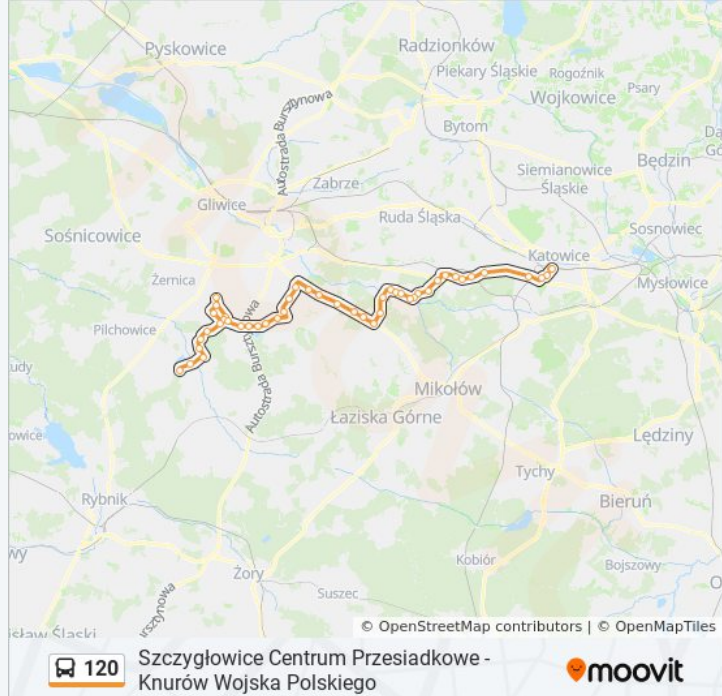 Pyskowice
Radzionków
Piekary Śląskie
Rogoźnik
Psary
Wojkowice
Autostrada Bursztynowa
Bytom
Będzin
Siemianowice
Śląskie
Zabrze
Gliwice
Ruda Śląska
Sosnowiec
Sośnicowice
Katowice
Mysłowice
Żernica
Pilchowice
Autostrada Bursztynowa
Mikołów
Łaziska Górne
Lędziny
Tychy
Rybnik
Bieruń
Kobiór
Bojszowy
Żory
Suszec
© OpenStreetMap contributors | © OpenMapTiles
120
Szczygłowice Centrum Przesiadkowe -
Knurów Wojska Polskiego
moovit